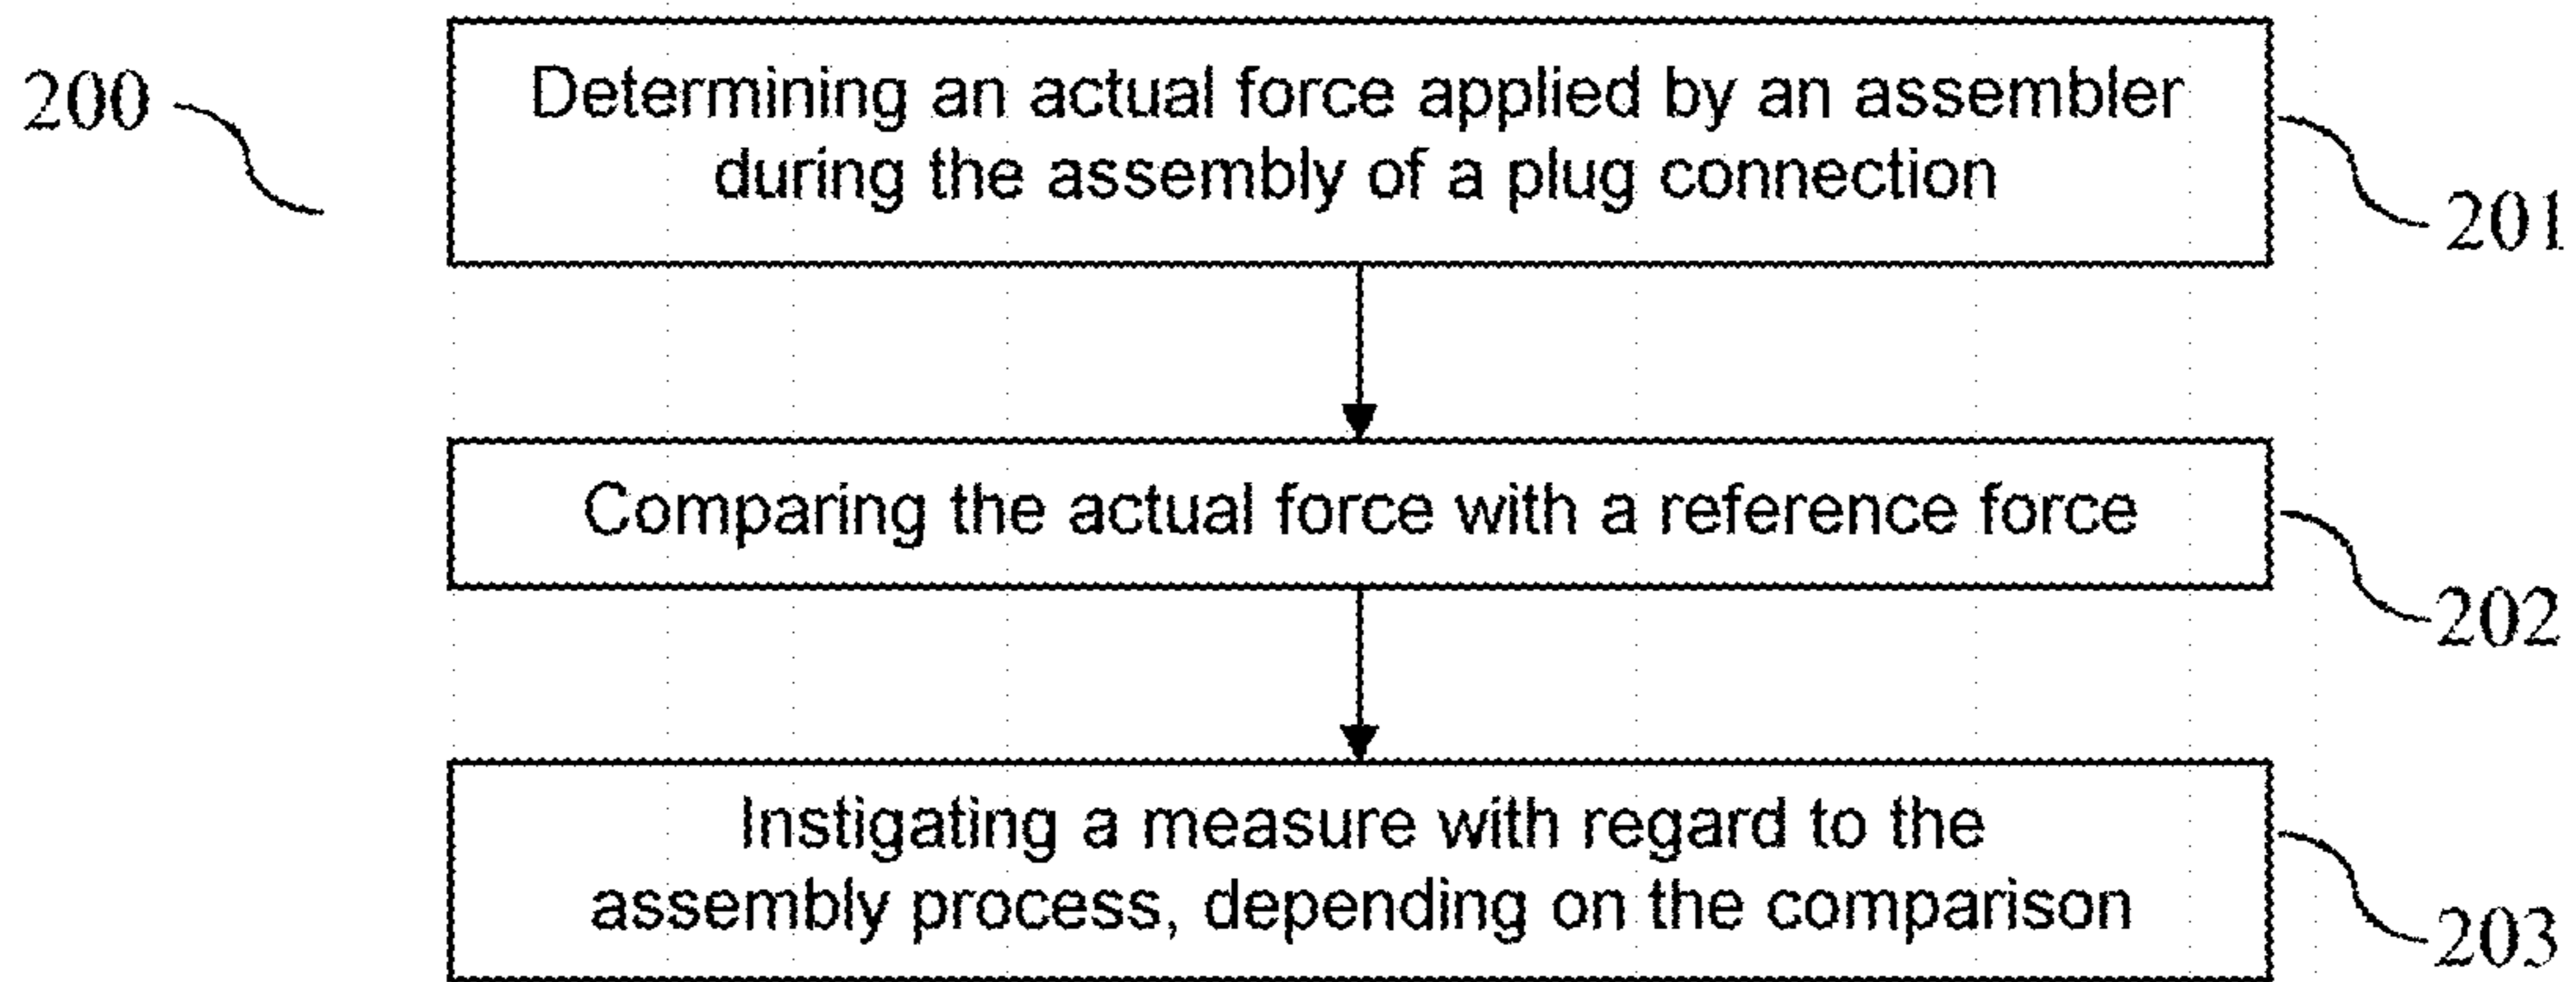 200
Determining an actual force applied by an assembler
during the assembly of a plug connection
201
Comparing the actual force with a reference force
202
Instigating a measure with regard to the
assembly process, depending on the comparison
203